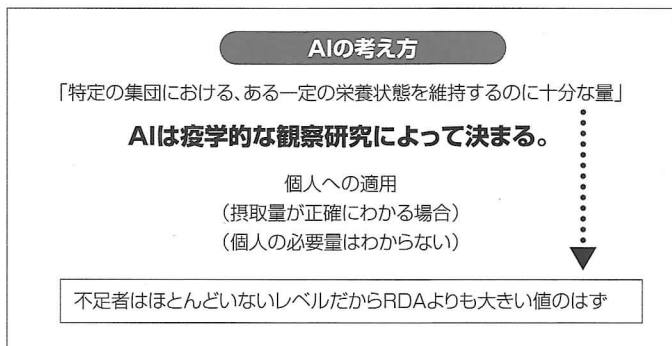 AIの考え方
「特定の集団における、ある一定の栄養状態を維持するのに十分な量」
AIは疫学的な観察研究によって決まる。
個人への適用
(摂取量が正確にわかる場合)
(個人の必要量はわからない)
不足者はほとんどいないレベルだからRDAよりも大きい値のはず